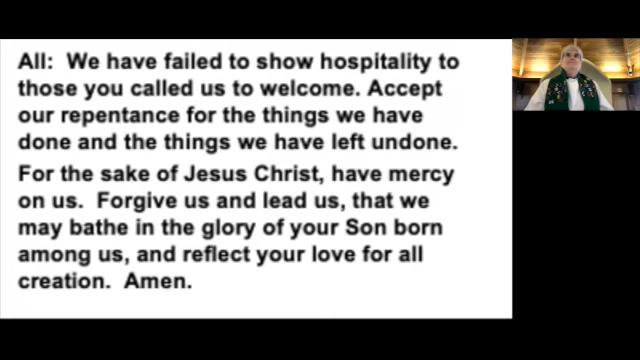 All:  We have failed to show hospitality to
those you called us to welcome. Accept
our repentance for the things we have
done and the things we have left undone.
For the sake of Jesus Christ, have mercy
on us.  Forgive us and lead us, that we
may bathe in the glory of your Son born
among us, and reflect your love for all
creation.  Amen.